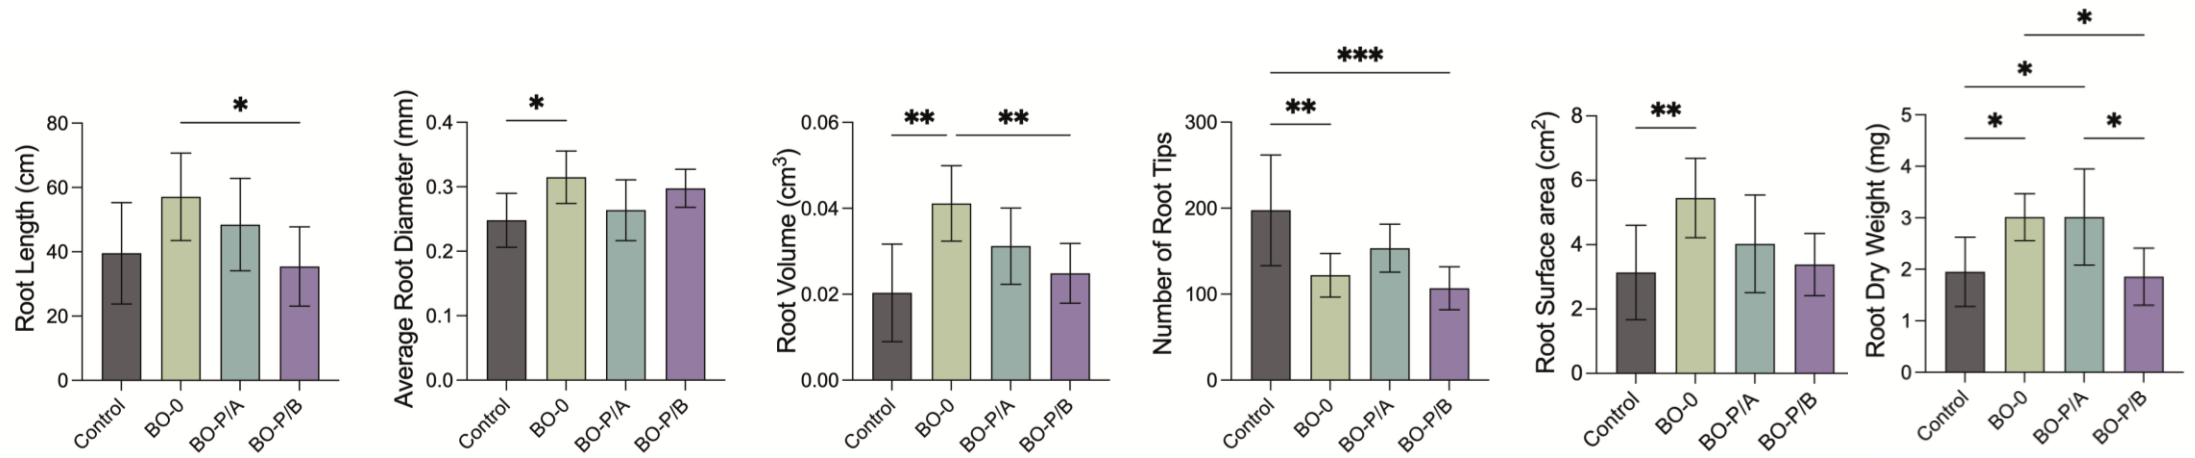 Root Length (cm)
80
60
40
20
0
*
Control
BO-0
BO-P/A
BO-P/B
Average Root Diameter (mm)
0.4
0.3
0.2
0.1
0.0
*
Control
BO-0
BO-P/A
BO-P/B
Root Volume (cm³)
0.06
0.04
0.02
0.00
** **
Control
BO-0
BO-P/A
BO-P/B
Number of Root Tips
300
200
100
0
***
**
Control
BO-0
BO-P/A
BO-P/B
Root Surface area (cm²)
8
6
4
2
0
**
Control
BO-0
BO-P/A
BO-P/B
Root Dry Weight (mg)
5
4
3
2
1
0
*
*
* *
Control
BO-0
BO-P/A
BO-P/B